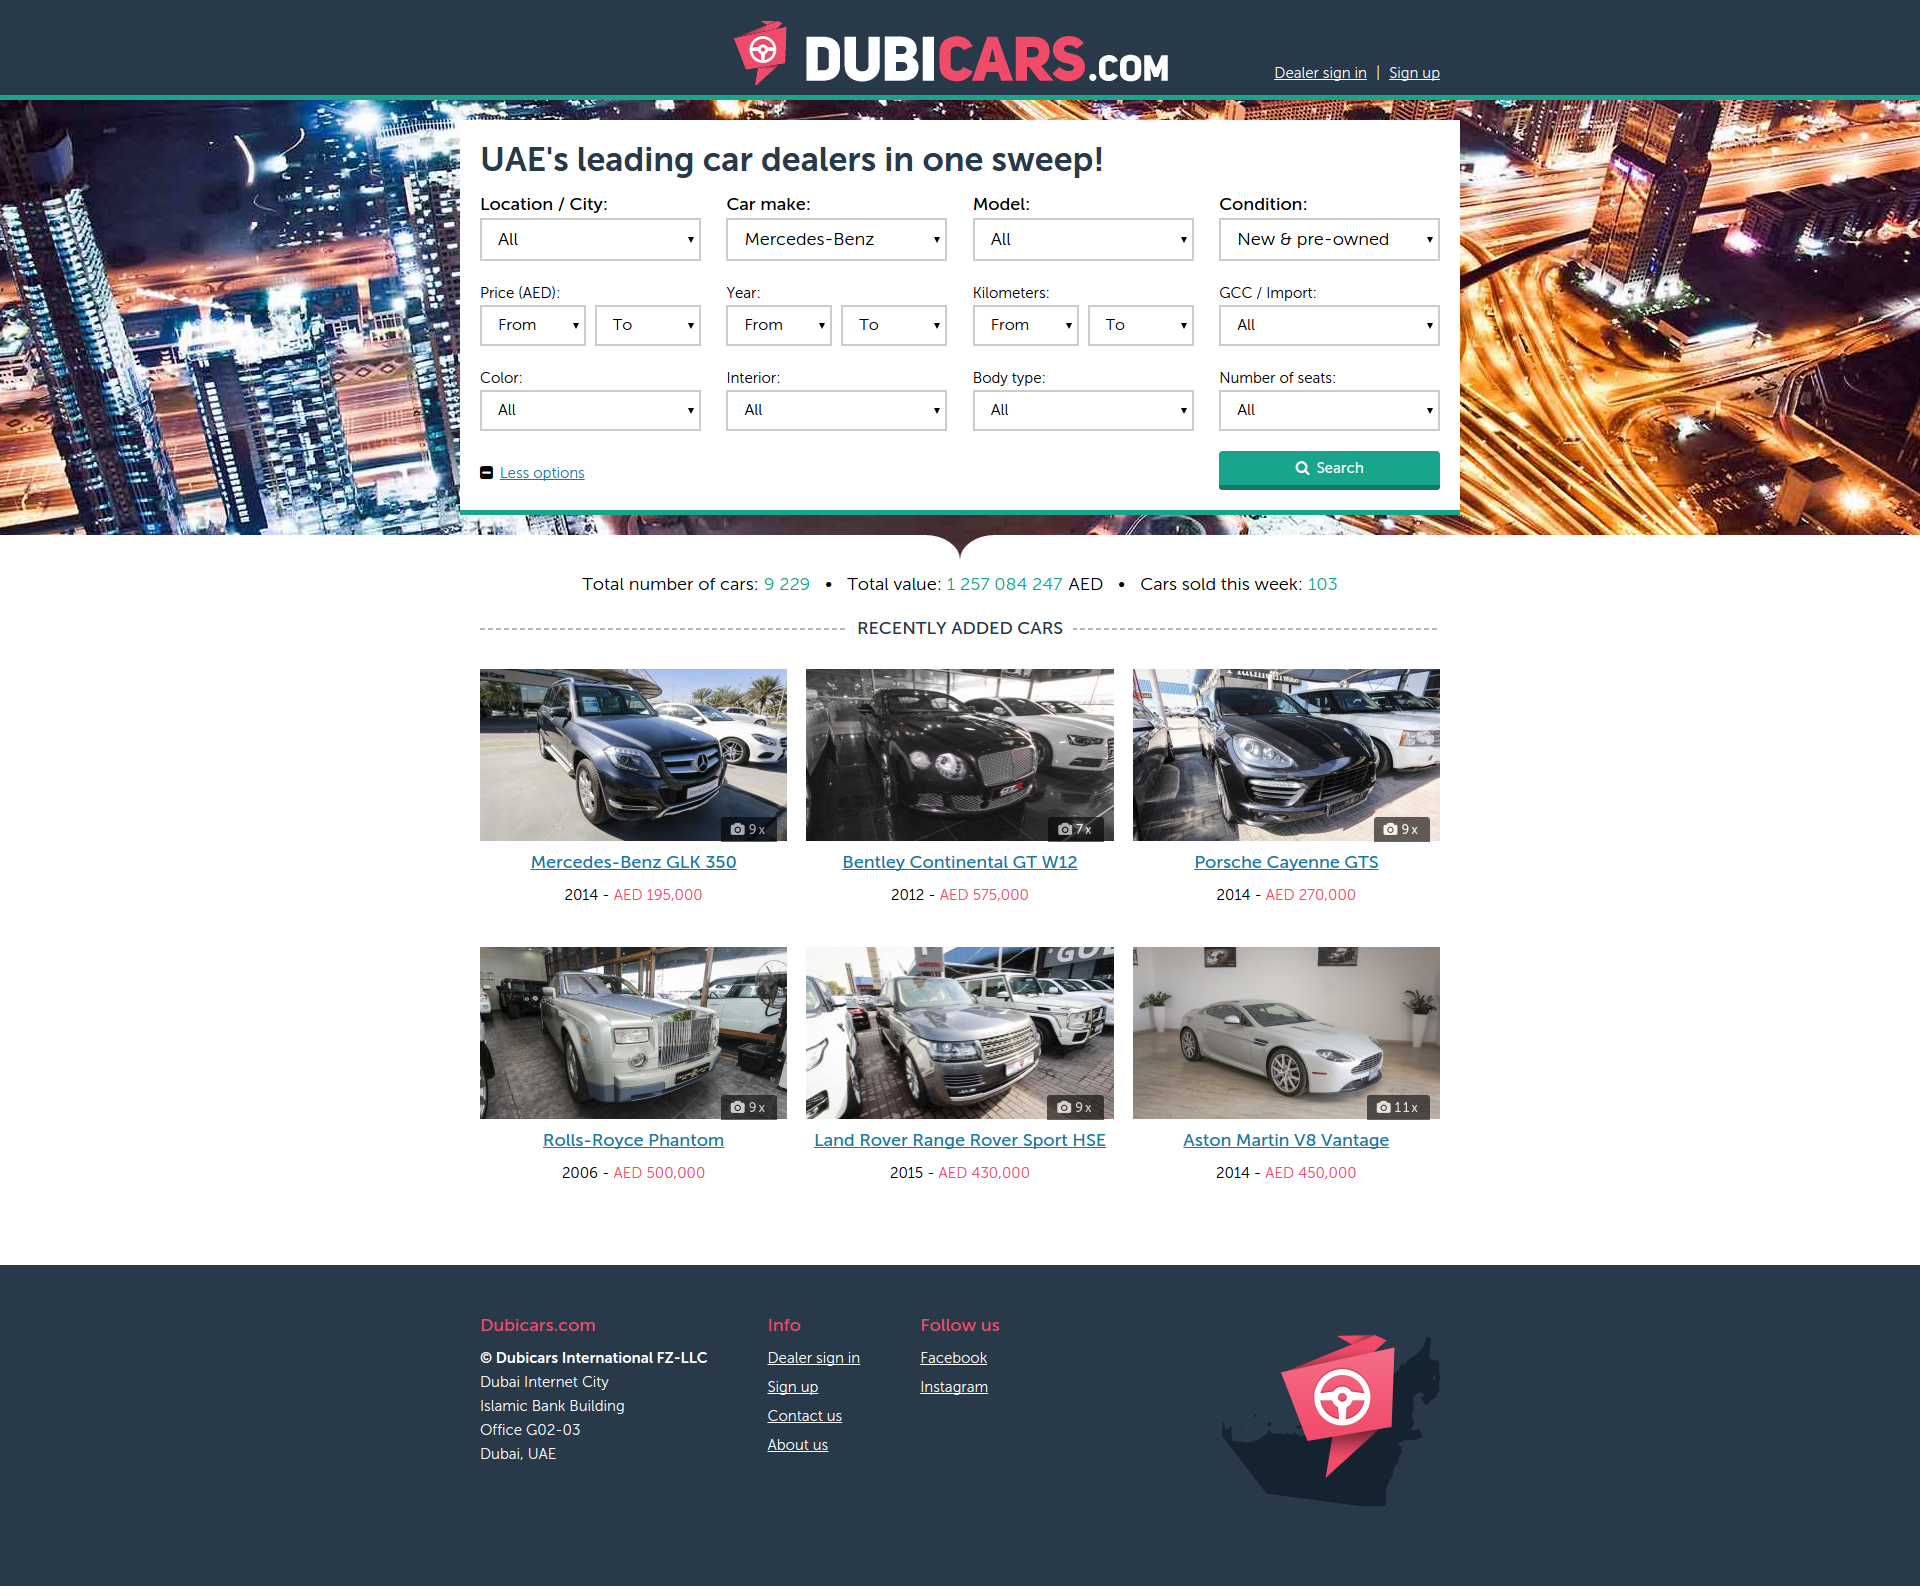 DUBICARS.COM
Dealer sign in | Sign up
UAE's leading car dealers in one sweep!
Location / City: Car make: Model: Condition:
All Mercedes-Benz All New & pre-owned
Price (AED): Year: Kilometers: GCC / Import:
From To From To From To All
Color: Interior: Body type: Number of seats:
All All All All
Less options Search
Total number of cars: 9 229 • Total value: 1 257 084 247 AED • Cars sold this week: 103
RECENTLY ADDED CARS
9x 7x 9x
Mercedes-Benz GLK 350 Bentley Continental GT W12 Porsche Cayenne GTS
2014 - AED 195,000 2012 - AED 575,000 2014 - AED 270,000
9x 9x 11x
Rolls-Royce Phantom Land Rover Range Rover Sport HSE Aston Martin V8 Vantage
2006 - AED 500,000 2015 - AED 430,000 2014 - AED 450,000
Dubicars.com Info Follow us
© Dubicars International FZ-LLC Dealer sign in Facebook
Dubai Internet City Sign up Instagram
Islamic Bank Building Contact us
Office G02-03 About us
Dubai, UAE